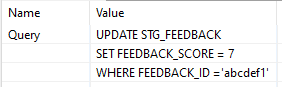 Name Value
Query UPDATE STG_FEEDBACK
SET FEEDBACK_SCORE = 7
WHERE FEEDBACK_ID ='abcdef1'